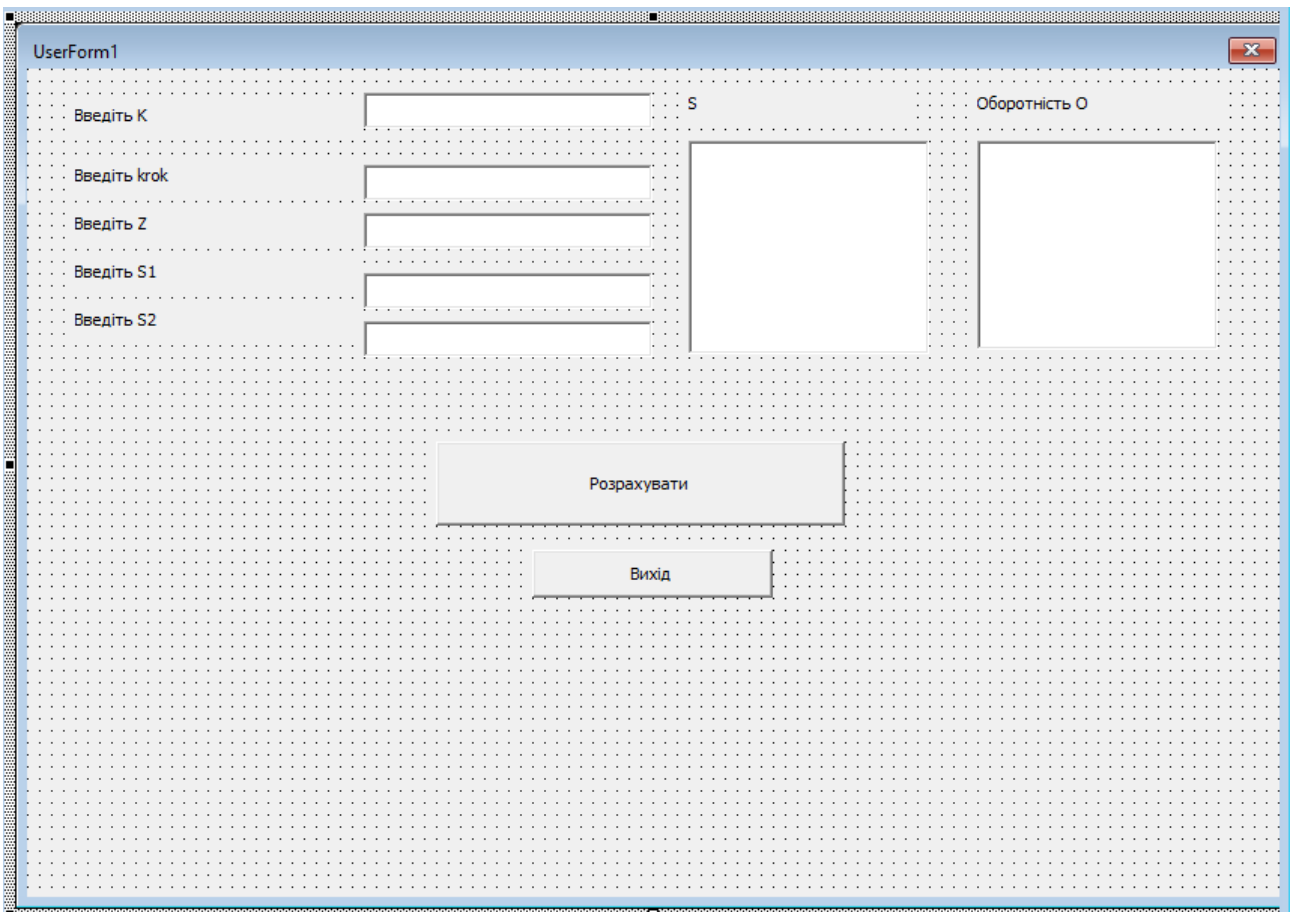 UserForm1
Введіть K
S
Оборотність O
Введіть krok
Введіть Z
Введіть S1
Введіть S2
Розрахувати
Вихід